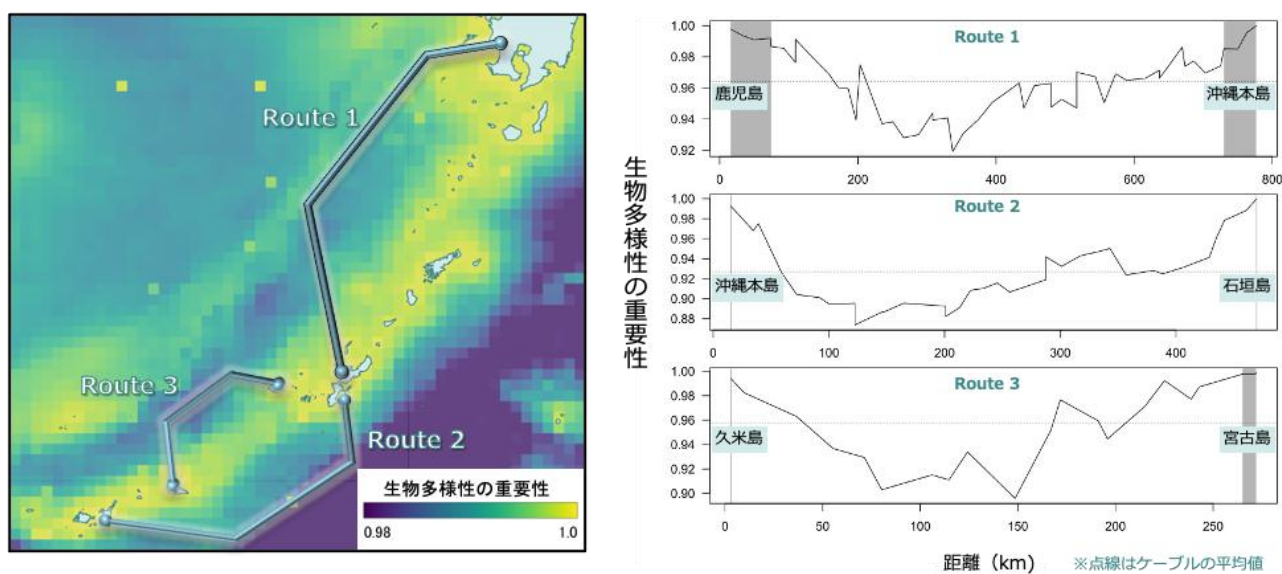 Route 1
Route 3
Route 2
生物多様性の重要性
0.98
1.0
生物多様性の重要性
1.00
0.98
0.96
0.94
0.92
Route 1
鹿児島
沖縄本島
0
200
400
600
800
1.00
0.98
0.96
0.94
0.92
0.90
0.88
Route 2
沖縄本島
石垣島
0
100
200
300
400
1.00
0.98
0.96
0.94
0.92
0.90
Route 3
久米島
宮古島
0
50
100
150
200
250
距離（km）
※点線はケーブルの平均値